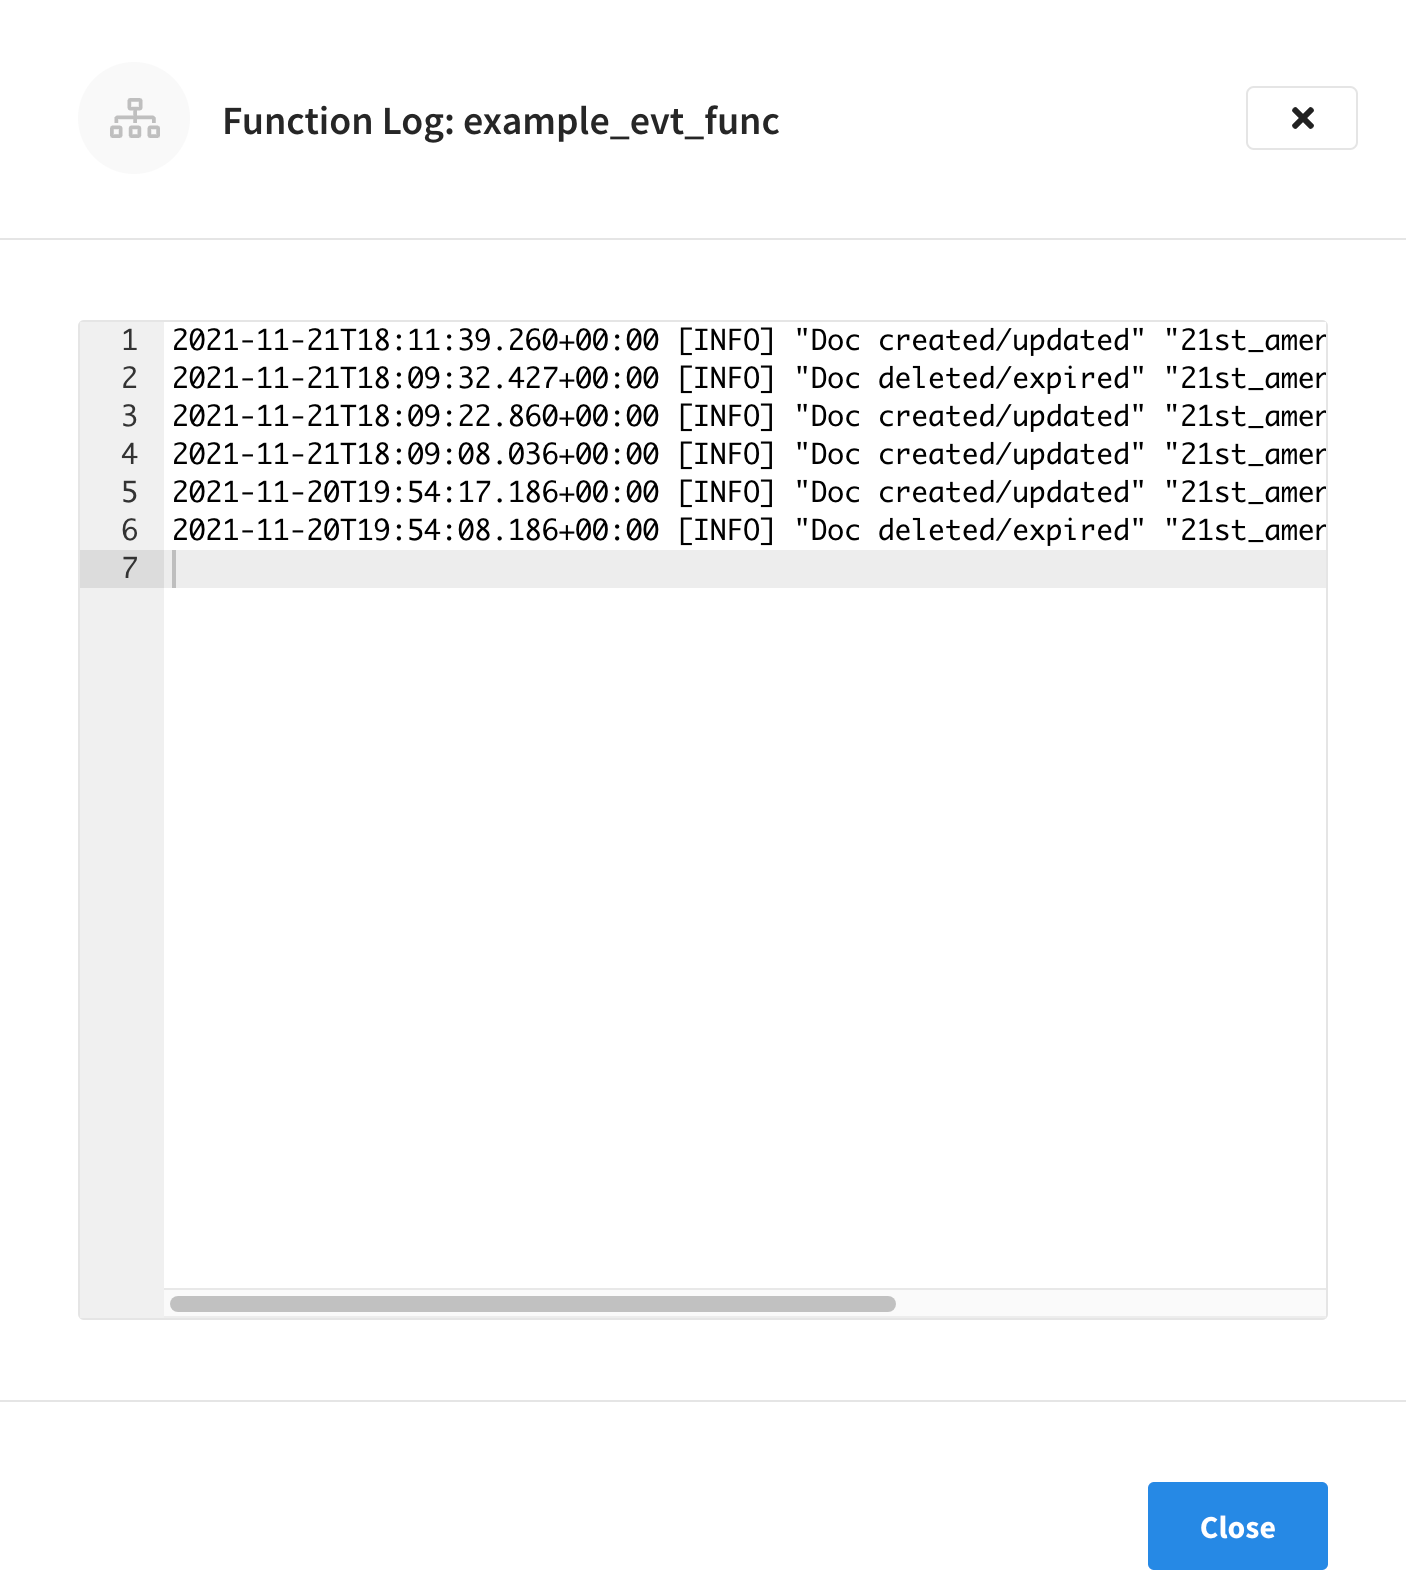 Function Log: example_evt_func
1 2021-11-21T18:11:39.260+00:00 [INFO] "Doc created/updated" "21st_amer
2 2021-11-21T18:09:32.427+00:00 [INFO] "Doc deleted/expired" "21st_amer
3 2021-11-21T18:09:22.860+00:00 [INFO] "Doc created/updated" "21st_amer
4 2021-11-21T18:09:08.036+00:00 [INFO] "Doc created/updated" "21st_amer
5 2021-11-20T19:54:17.186+00:00 [INFO] "Doc created/updated" "21st_amer
6 2021-11-20T19:54:08.186+00:00 [INFO] "Doc deleted/expired" "21st_amer
7
Close